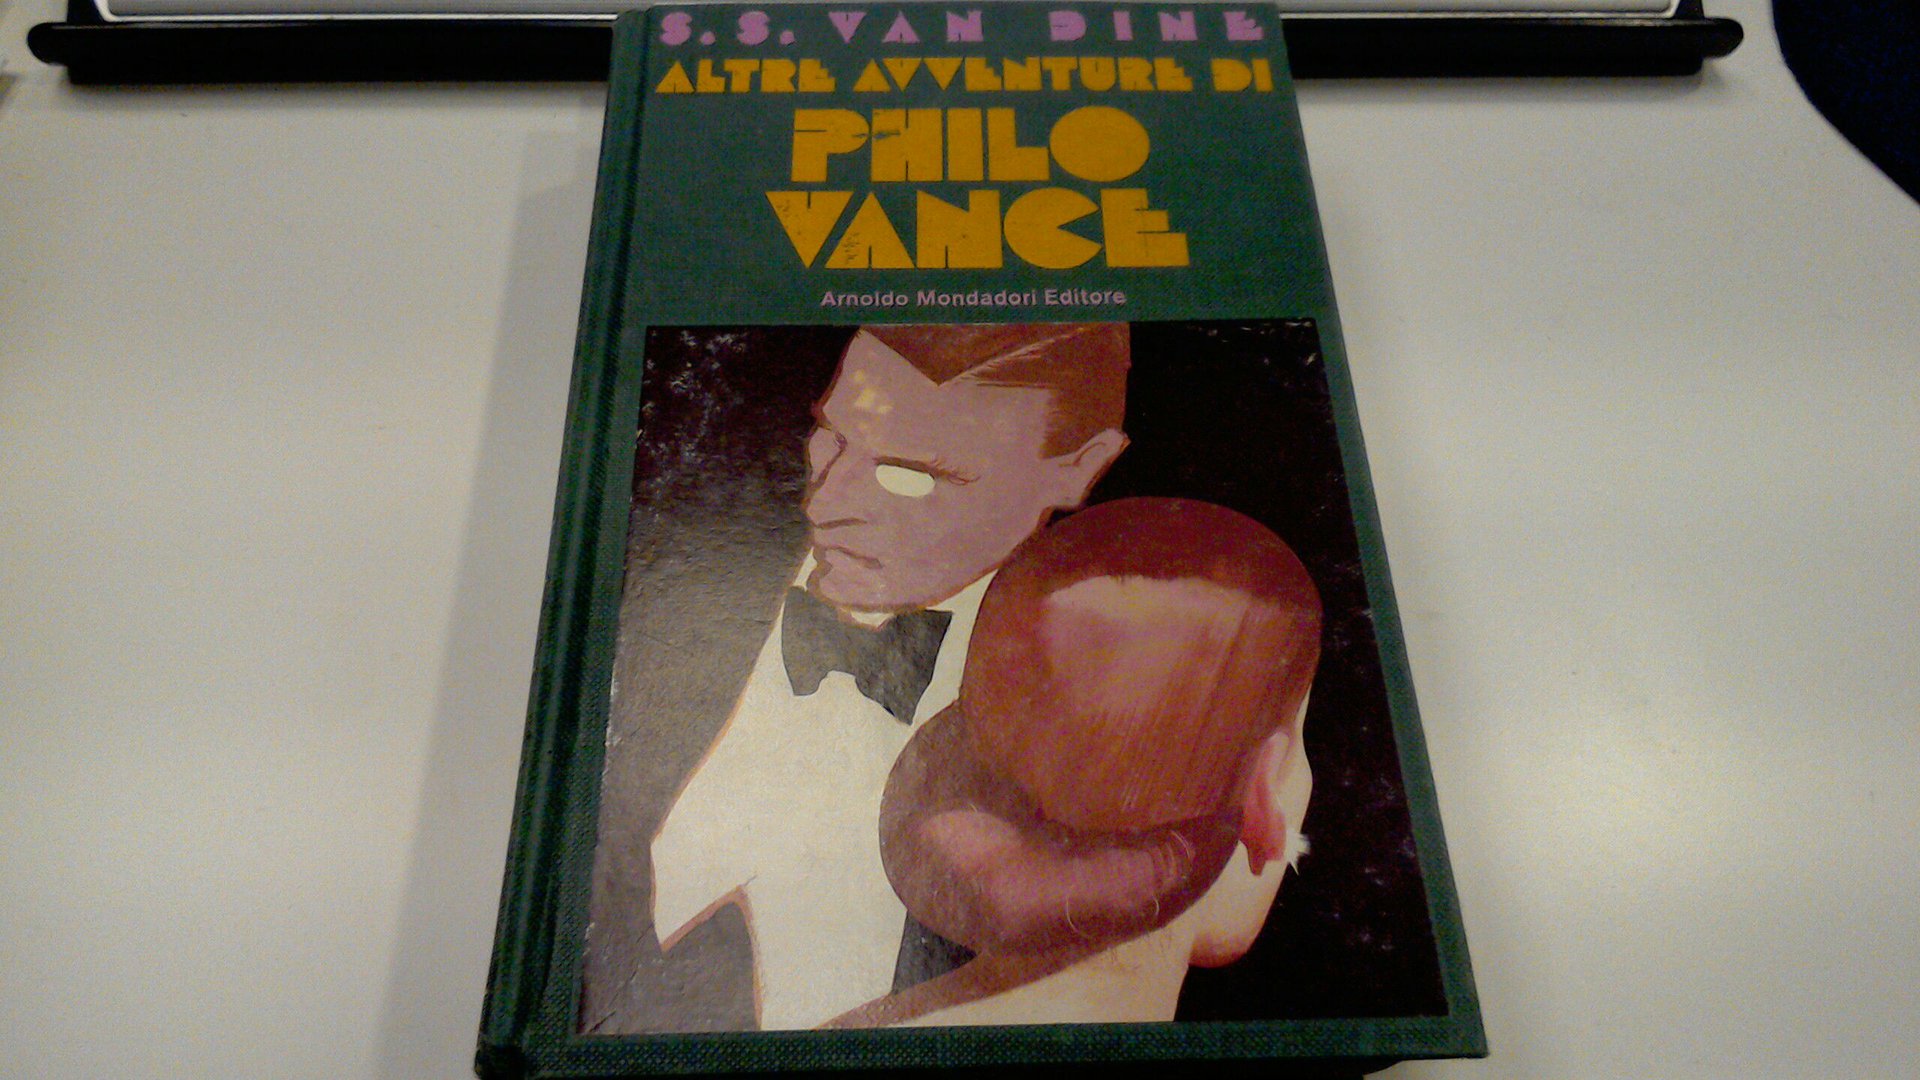 S.S. VAN DINE
ALTRE AVVENTURE DI
PHILO
VANCE
Arnoldo Mondadori Editore